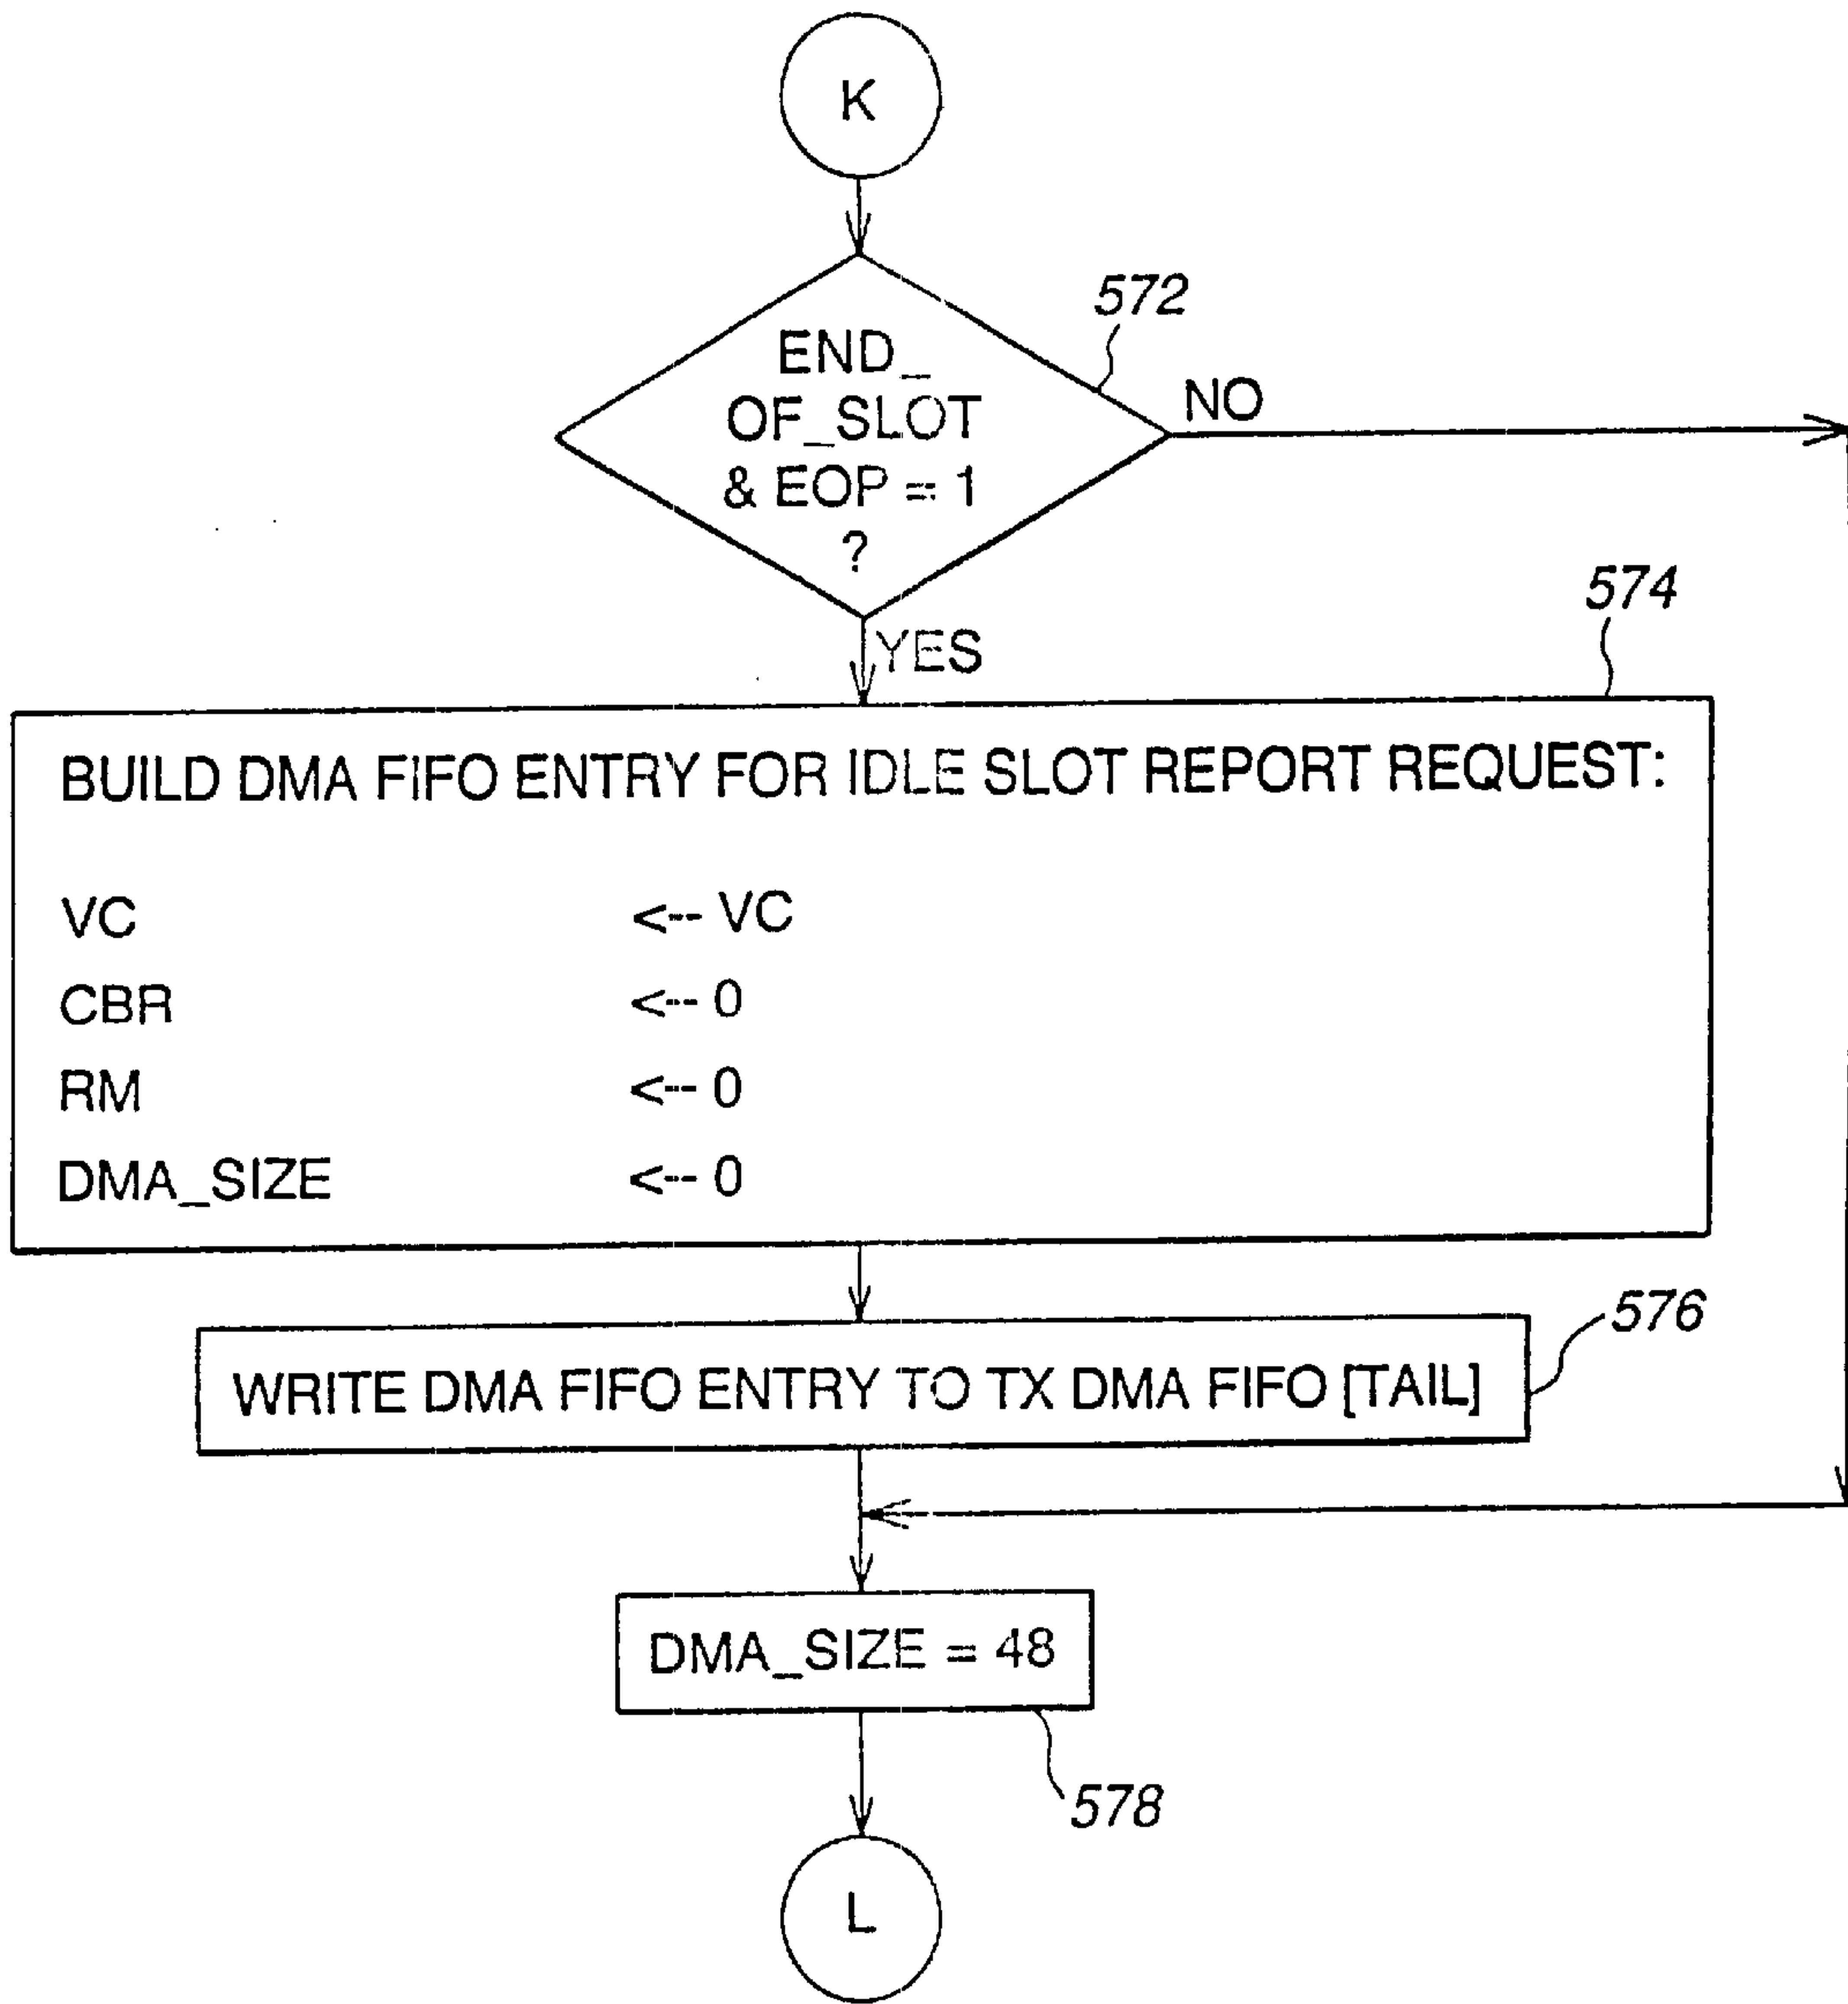 K
572
END_
OF_SLOT
& EOP = 1
?
NO
YES
574
BUILD DMA FIFO ENTRY FOR IDLE SLOT REPORT REQUEST:
VC <-- VC
CBR <-- 0
RM <-- 0
DMA_SIZE <-- 0
576
WRITE DMA FIFO ENTRY TO TX DMA FIFO [TAIL]
DMA_SIZE = 48
578
L